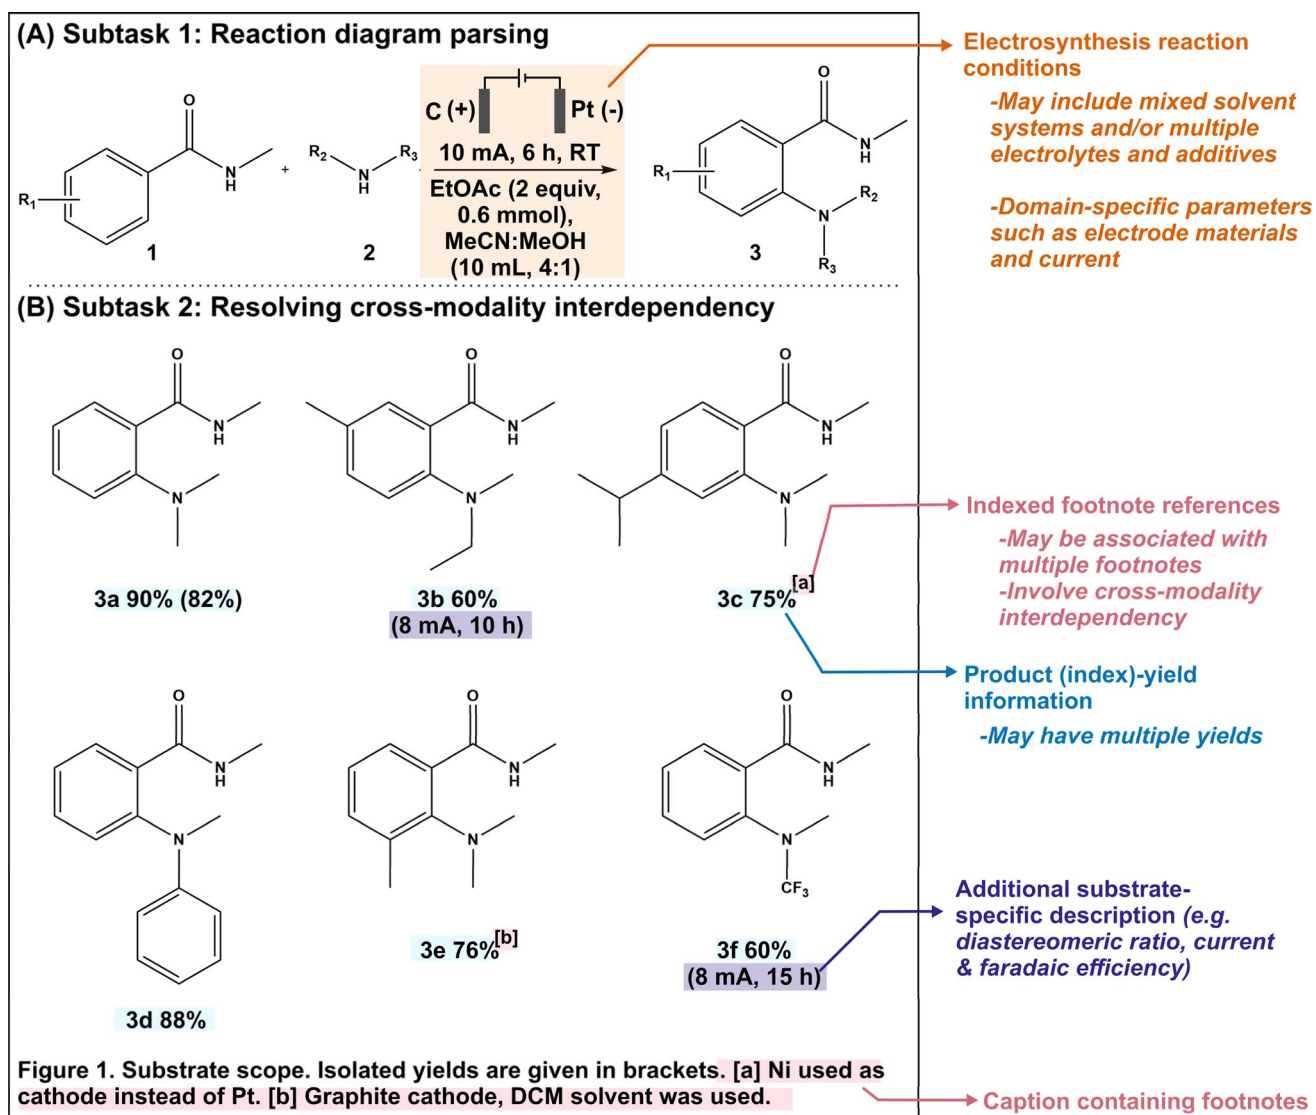 (A) Subtask 1: Reaction diagram parsing
O
N
H
R1
1
+
R2
R3
N
H
2
C (+)
Pt (-)
10 mA, 6 h, RT
EtOAc (2 equiv,
0.6 mmol),
MeCN:MeOH
(10 mL, 4:1)
O
N
H
R1
N
R2
R3
3
Electrosynthesis reaction
conditions
-May include mixed solvent
systems and/or multiple
electrolytes and additives
-Domain-specific parameters
such as electrode materials
and current
(B) Subtask 2: Resolving cross-modality interdependency
O
N
H
N
3a 90% (82%)
O
N
H
N
3b 60%
(8 mA, 10 h)
O
N
H
N
3c 75%[a]
Indexed footnote references
-May be associated with
multiple footnotes
-Involve cross-modality
interdependency
Product (index)-yield
information
-May have multiple yields
O
N
H
N
3d 88%
O
N
H
N
3e 76%[b]
O
N
H
N
CF3
3f 60%
(8 mA, 15 h)
Additional substrate-
specific description (e.g.
diastereomeric ratio, current
& faradaic efficiency)
Figure 1. Substrate scope. Isolated yields are given in brackets. [a] Ni used as
cathode instead of Pt. [b] Graphite cathode, DCM solvent was used.
Caption containing footnotes